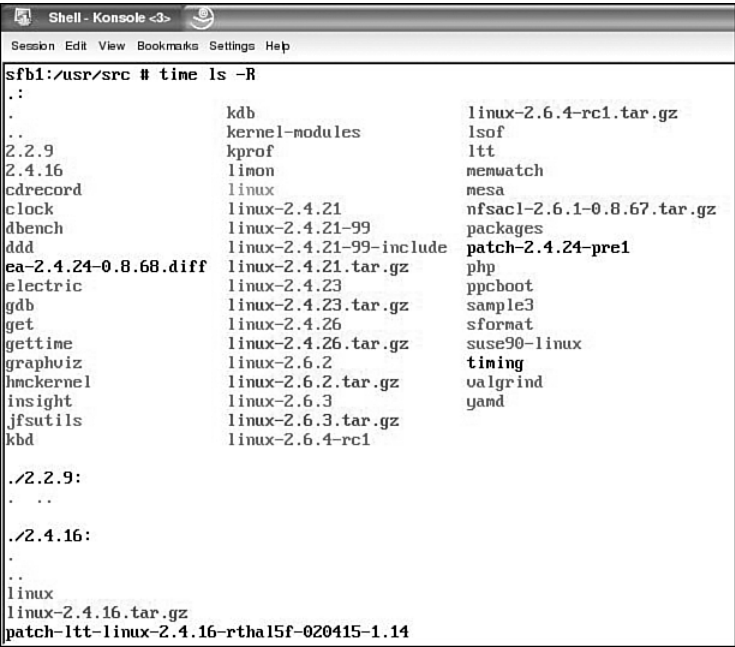 Shell - Konsole <3>
Session Edit View Bookmarks Settings Help
sfb1:/usr/src # time ls -R
.:
. kdb linux-2.6.4-rc1.tar.gz
.. kernel-modules lsof
2.2.9 kprof ltt
2.4.16 limon memwatch
cdrecord linux mesa
clock linux-2.4.21 nfsacl-2.6.1-0.8.67.tar.gz
dbench linux-2.4.21-99 packages
ddd linux-2.4.21-99-include patch-2.4.24-pre1
ea-2.4.24-0.8.68.diff linux-2.4.21.tar.gz php
electric linux-2.4.23 ppcboot
gdb linux-2.4.23.tar.gz sample3
get linux-2.4.26 sformat
gettime linux-2.4.26.tar.gz suse90-linux
graphviz linux-2.6.2 timing
hmckernel linux-2.6.2.tar.gz valgrind
insight linux-2.6.3 yamd
jfsutils linux-2.6.3.tar.gz
kbd linux-2.6.4-rc1
./2.2.9:
. ..
./2.4.16:
.
..
linux
linux-2.4.16.tar.gz
patch-ltt-linux-2.4.16-rthal5f-020415-1.14